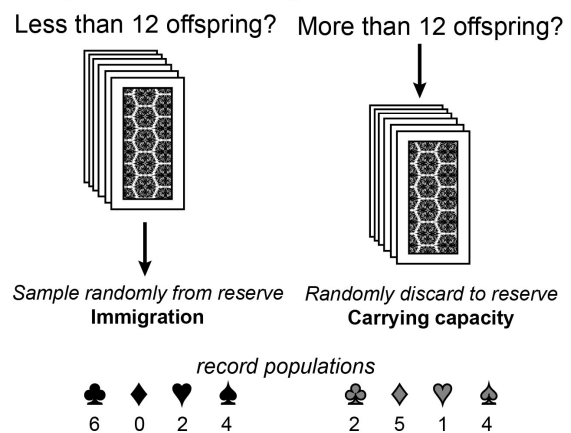 Less than 12 offspring? More than 12 offspring?
Sample randomly from reserve Randomly discard to reserve
Immigration Carrying capacity
record populations
♣ ♦ ♥ ♠ ♣ ♦ ♥ ♠
6 0 2 4 2 5 1 4